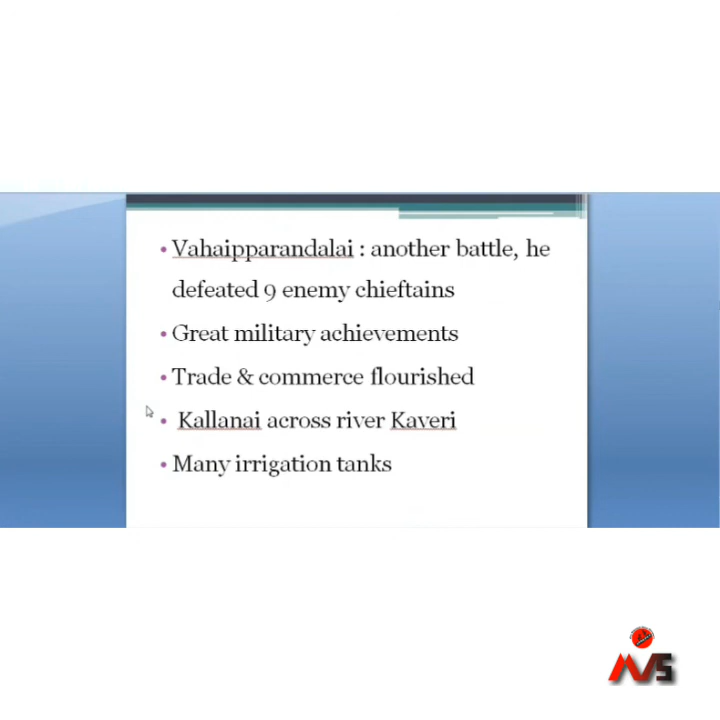 • Vahaipparandalai : another battle, he
defeated 9 enemy chieftains
• Great military achievements
• Trade & commerce flourished
• Kallanai across river Kaveri
• Many irrigation tanks
MVS